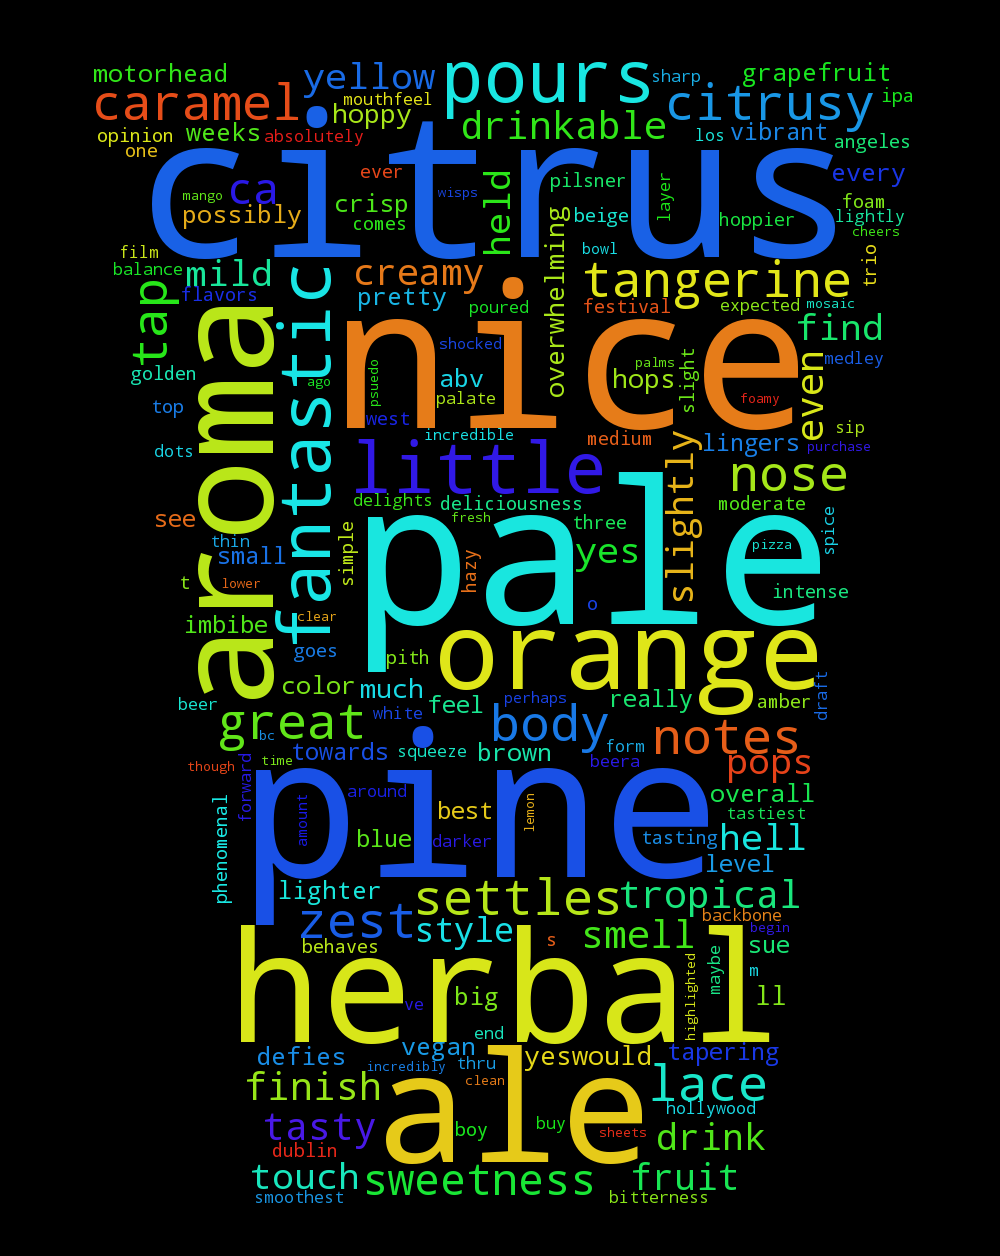 motorhead
yellow
pours
sharp
grapefruit
caramel
mouthfeel
hoppy
citrusy
ipa
opinion
weeks
absolutely
drinkable
los
vibrant
angeles
one
citrus
ever
pilsner
layer
every
mango
ca
wisps
held
possibly
crisp
comes
beige
hoppier
foam
lightly
cheers
film
balance
mild
creamy
overwhelming
bowl
tangerine
trio
tap
flavors
pretty
poured
festival
expected
mosaic
aroma
fantastic
nice
find
golden
shocked
palms
slight
even
medley
ago
psuedo
abv
palate
hops
foamy
top
west
incredible
medium
lingers
sip
purchase
dots
little
slightly
nose
delights
deliciousness
moderate
see
fresh
three
spice
thin
simple
pale
pizza
small
hazy
yes
t
lower
intense
clear
o
imbibe
goes
pith
orange
color
much
perhaps
really
amber
draft
beer
feel
great
white
body
notes
bc
towards
squeeze
brown
form
beera
pops
though
time
forward
pine
around
overall
phenomenal
amount
best
lemon
tastiest
blue
darker
tasting
hell
level
lighter
settles
tropical
zest
style
backbone
begin
behaves
s
smell
maybe
sue
herbal
highlighted
m
ve
big
ll
end
defies
vegan
yeswould
tapering
incredibly
thru
finish
clean
ale
lace
hollywood
tasty
boy
buy
sheets
drink
dublin
touch
sweetness
fruit
smoothest
bitterness